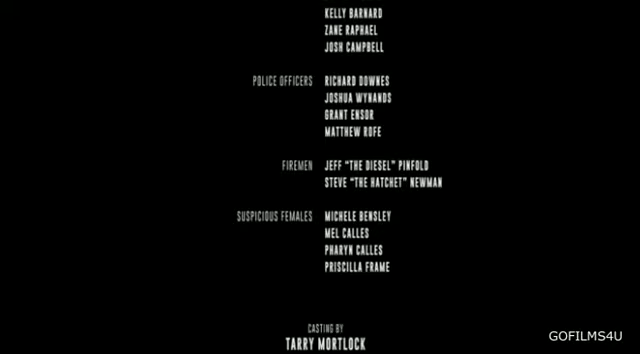 KELLY BARNARD
ZANE RAPHAEL
JOSH CAMPBELL
POLICE OFFICERS RICHARD DOWNES
JOSHUA WYNANDS
GRANT ENSOR
MATTHEW ROFE
FIREMEN JEFF "THE DIESEL" PINFOLD
STEVE "THE HATCHET" NEWMAN
SUSPICIOUS FEMALES MICHELE BENSLEY
MEL CALLES
PHARYN CALLES
PRISCILLA FRAME
CASTING BY
TARRY MORTLOCK
GOFILMS4U